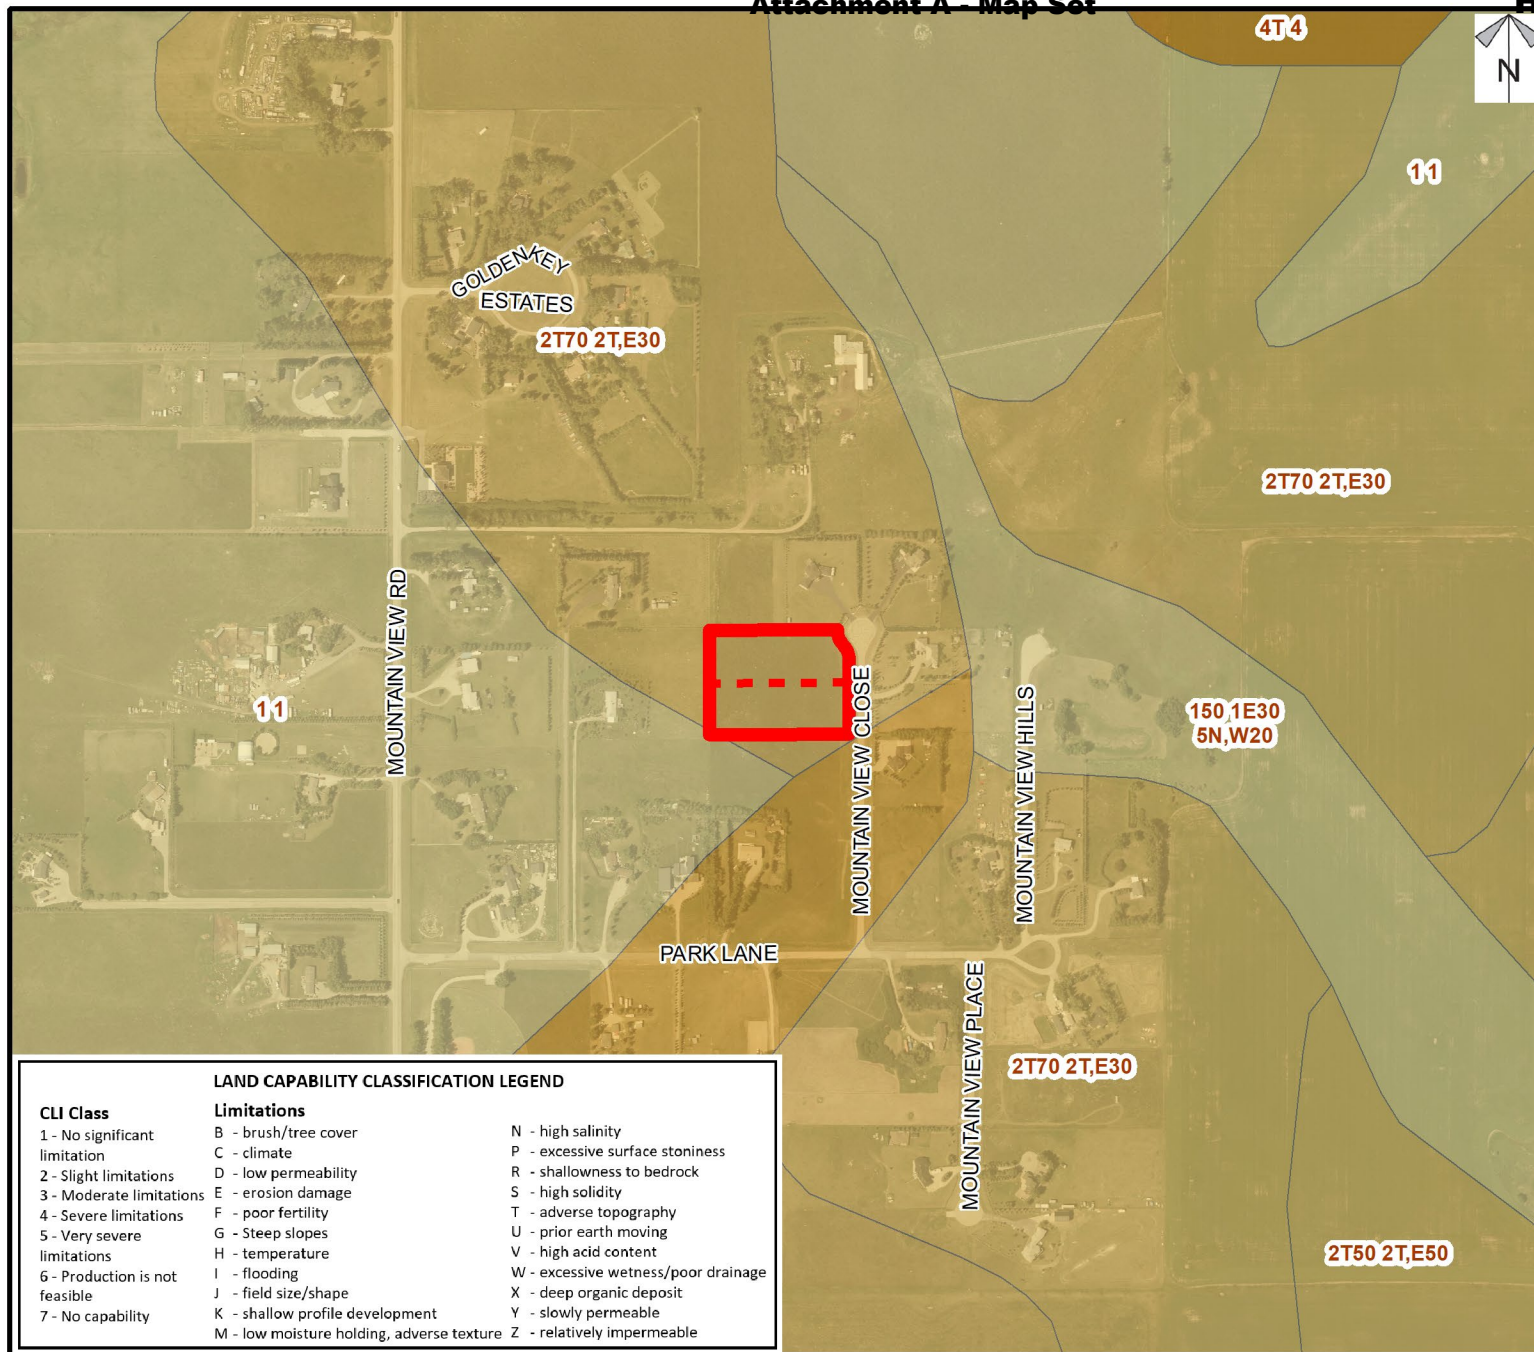 Attachment A - Map Set
4T 4
N
1 1
GOLDENKEY
ESTATES
2T70 2T,E30
2T70 2T,E30
MOUNTAIN VIEW RD
1 1
MOUNTAIN VIEW CLOSE
MOUNTAIN VIEW HILLS
150 1E30
5N,W20
PARK LANE
MOUNTAIN VIEW PLACE
2T70 2T,E30
2T50 2T,E50
LAND CAPABILITY CLASSIFICATION LEGEND
CLI Class
1 - No significant
limitation
2 - Slight limitations
3 - Moderate limitations
4 - Severe limitations
5 - Very severe
limitations
6 - Production is not
feasible
7 - No capability
Limitations
B - brush/tree cover
C - climate
D - low permeability
E - erosion damage
F - poor fertility
G - Steep slopes
H - temperature
I - flooding
J - field size/shape
K - shallow profile development
M - low moisture holding, adverse texture
N - high salinity
P - excessive surface stoniness
R - shallowness to bedrock
S - high solidity
T - adverse topography
U - prior earth moving
V - high acid content
W - excessive wetness/poor drainage
X - deep organic deposit
Y - slowly permeable
Z - relatively impermeable